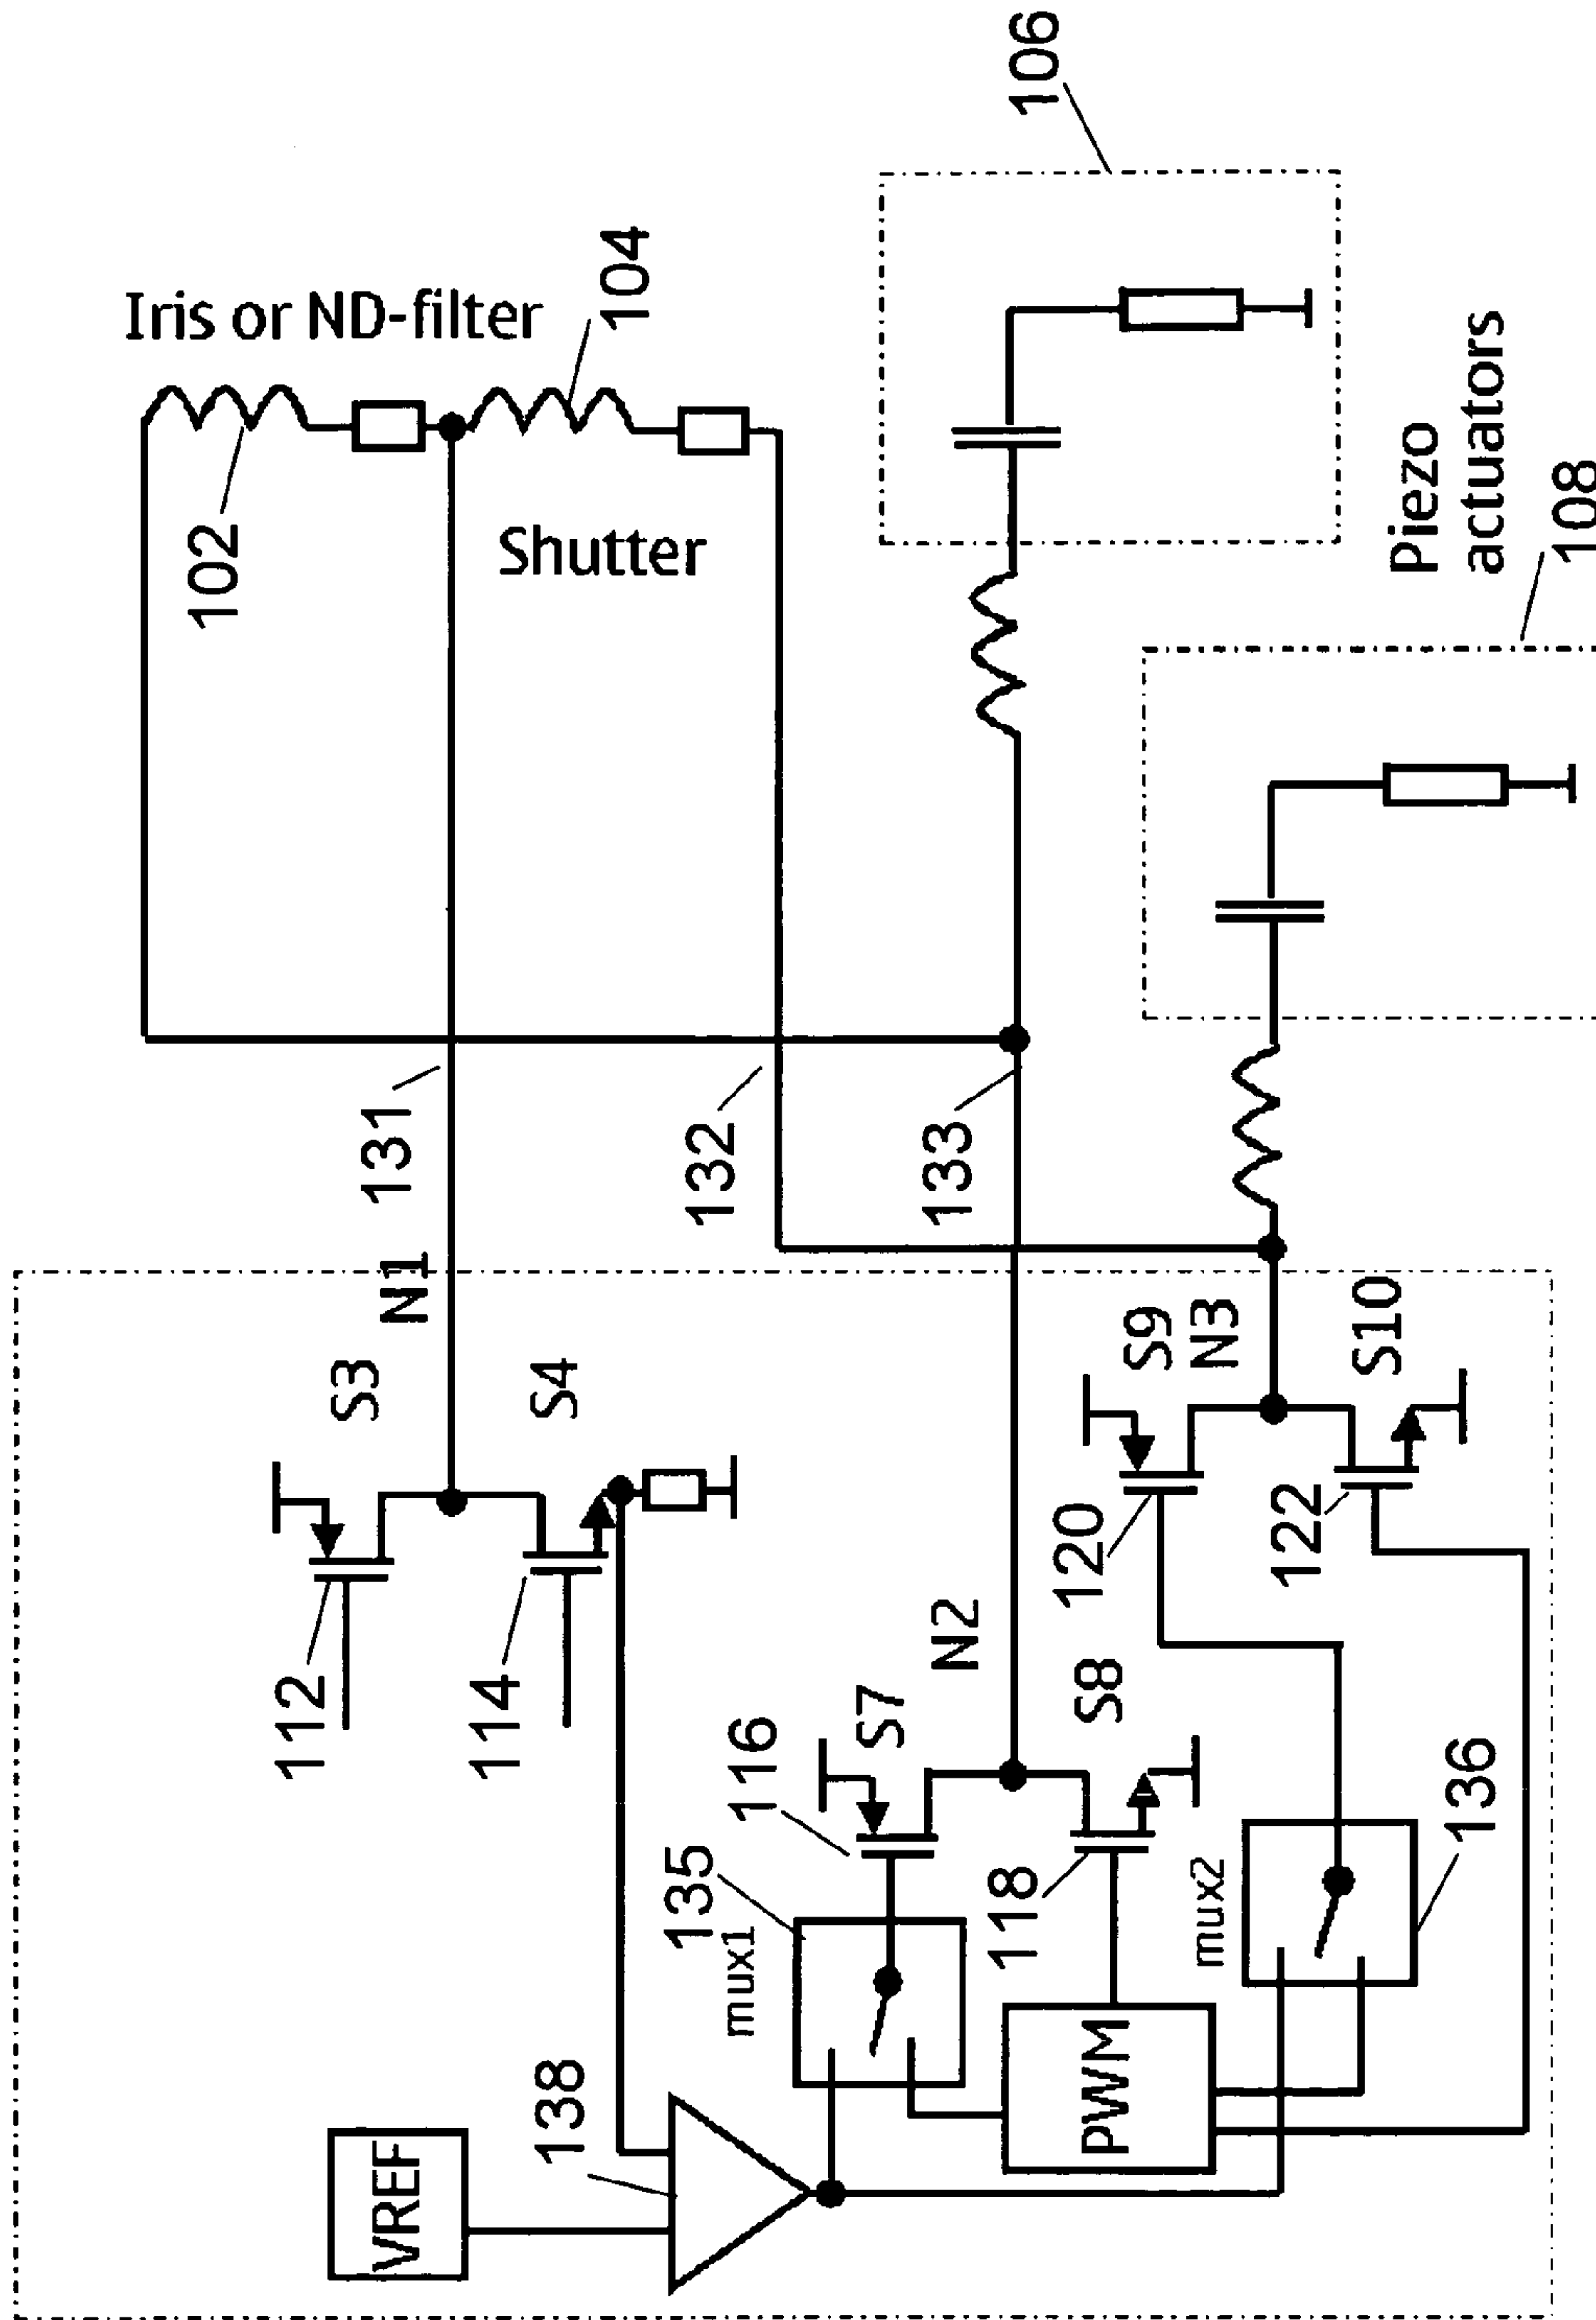 Iris or ND-filter
102
104
Shutter
106
Piezo
actuators
108
131
132
133
N1
S3
S4
112
114
N2
S7
S8
116
118
S9
N3
S10
120
122
135
mux1
mux2
136
PWM
138
VREF